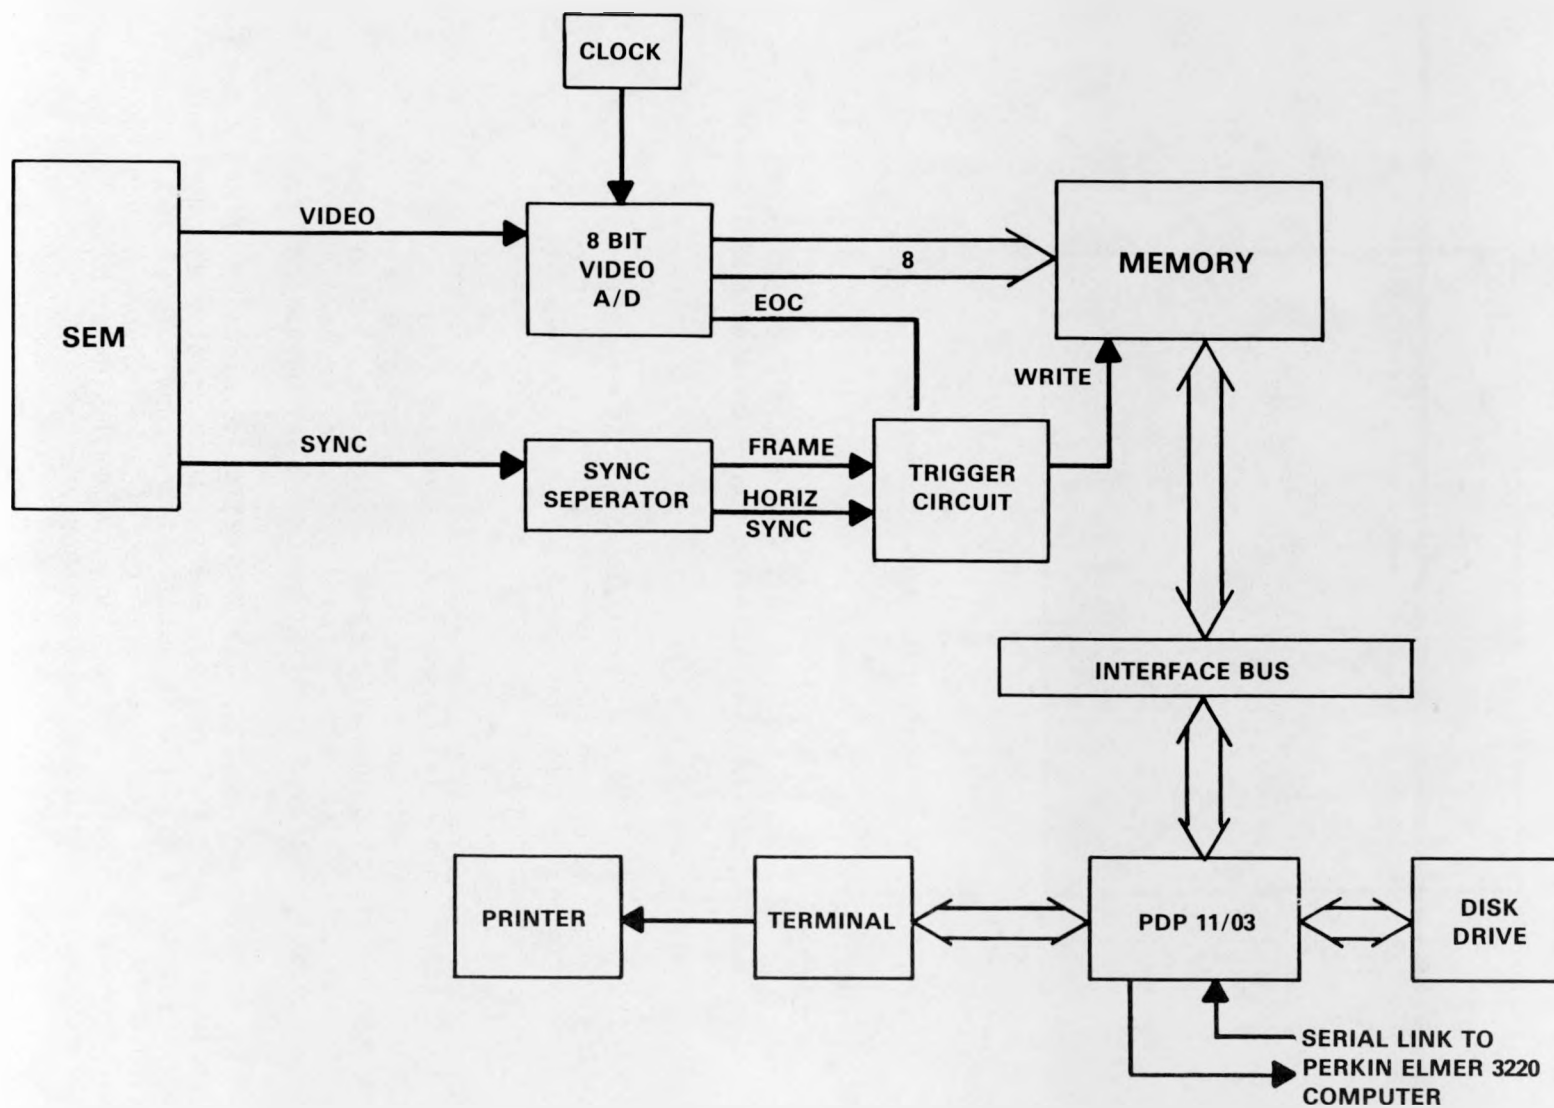 CLOCK
VIDEO
8 BIT
VIDEO
A/D
8
EOC
MEMORY
SEM
WRITE
SYNC
SYNC
SEPERATOR
FRAME
HORIZ
SYNC
TRIGGER
CIRCUIT
INTERFACE BUS
PRINTER
TERMINAL
PDP 11/03
DISK
DRIVE
SERIAL LINK TO
PERKIN ELMER 3220
COMPUTER